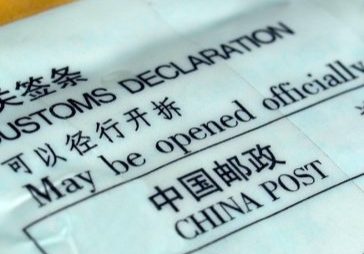 关签条
CUSTOMS DECLARATION
可以径行开拆
May be opened officially
中国邮政
CHINA POST